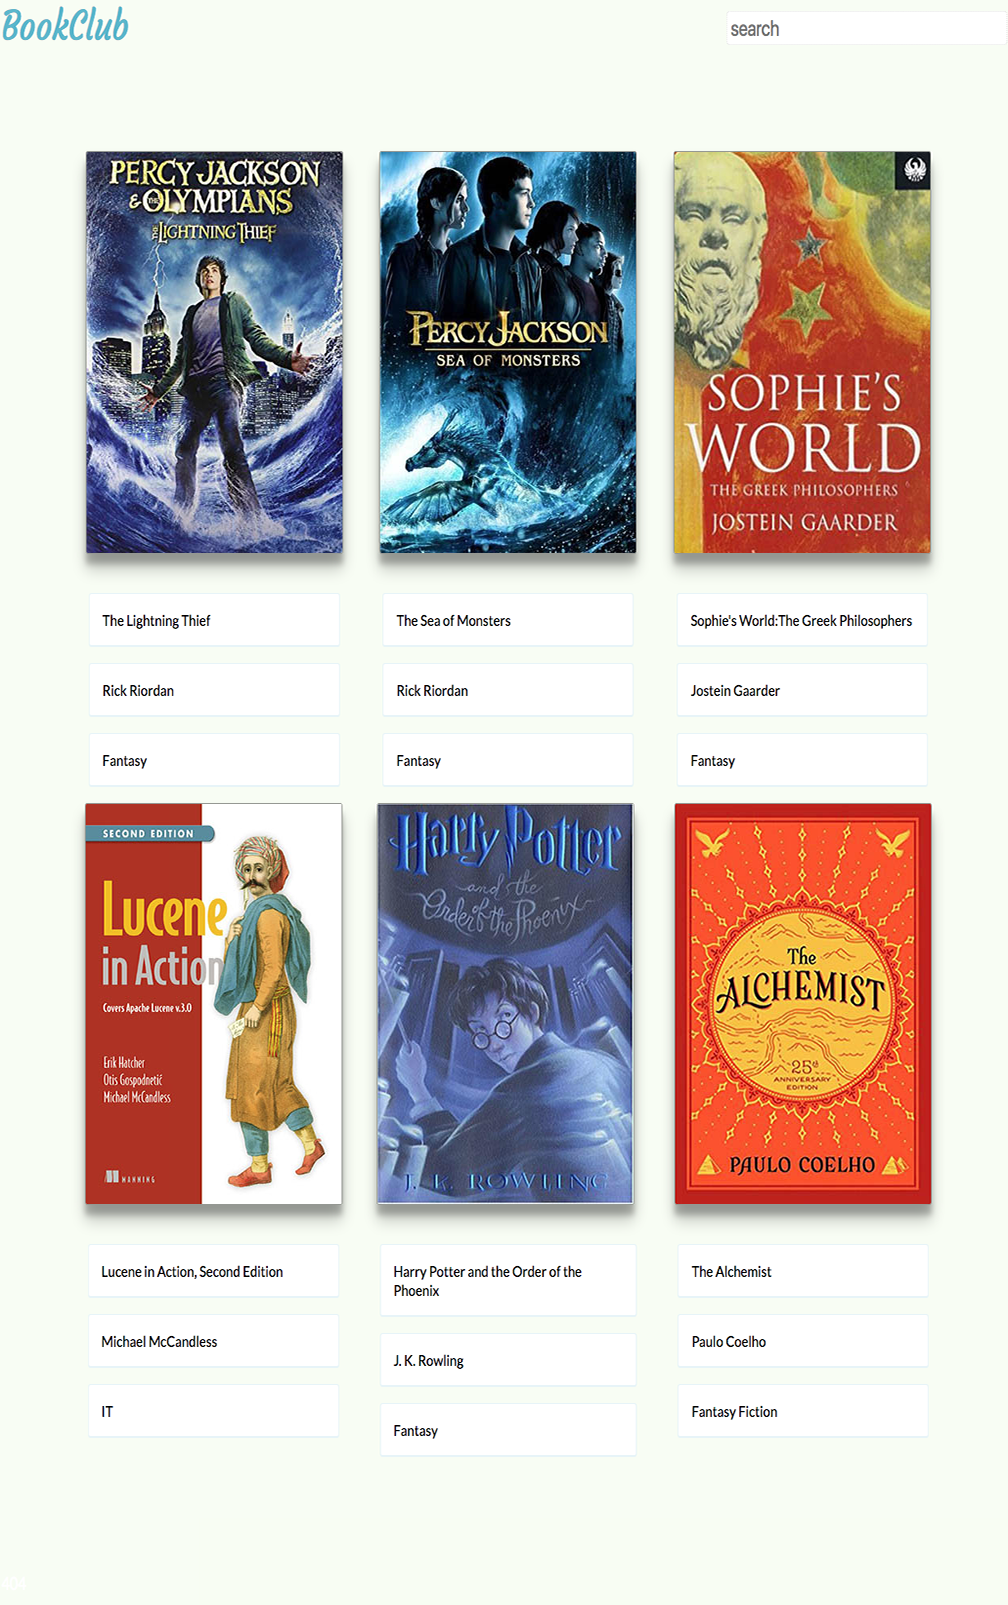 BookClub
search
PERCY JACKSON
& THE OLYMPIANS
THE LIGHTNING THIEF
PERCY JACKSON
SEA OF MONSTERS
SOPHIE'S
WORLD
THE GREEK PHILOSOPHERS
JOSTEIN GAARDER
The Lightning Thief
The Sea of Monsters
Sophie's World:The Greek Philosophers
Rick Riordan
Rick Riordan
Jostein Gaarder
Fantasy
Fantasy
Fantasy
SECOND EDITION
Lucene
in Action
Covers Apache Lucene v.3.0
Erik Hatcher
Otis Gospodnetić
Michael McCandless
MANNING
Harry Potter
and the
Order of the Phoenix
J. K. ROWLING
The
ALCHEMIST
25th
ANNIVERSARY
EDITION
PAULO COELHO
Lucene in Action, Second Edition
Harry Potter and the Order of the
Phoenix
The Alchemist
Michael McCandless
J. K. Rowling
Paulo Coelho
IT
Fantasy
Fantasy Fiction
404